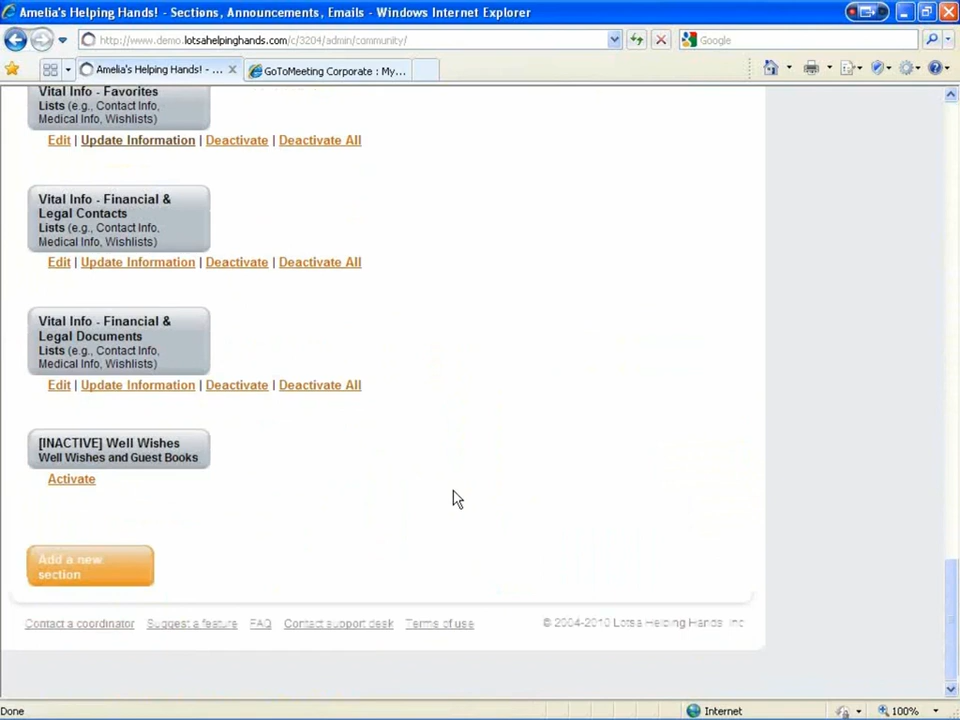 Amelia's Helping Hands! - Sections, Announcements, Emails - Windows Internet Explorer
http://www.demo.lotsahelpinghands.com/c/3204/admin/community/
Google
Amelia's Helping Hands! - ...
GoToMeeting Corporate : My...
Vital Info - Favorites
Lists (e.g., Contact Info,
Medical Info, Wishlists)
Edit | Update Information | Deactivate | Deactivate All
Vital Info - Financial &
Legal Contacts
Lists (e.g., Contact Info,
Medical Info, Wishlists)
Edit | Update Information | Deactivate | Deactivate All
Vital Info - Financial &
Legal Documents
Lists (e.g., Contact Info,
Medical Info, Wishlists)
Edit | Update Information | Deactivate | Deactivate All
[INACTIVE] Well Wishes
Well Wishes and Guest Books
Activate
Add a new
section
Contact a coordinator Suggest a feature FAQ Contact support desk Terms of use © 2004-2010 Lotsa Helping Hands, Inc
Done Internet 100%